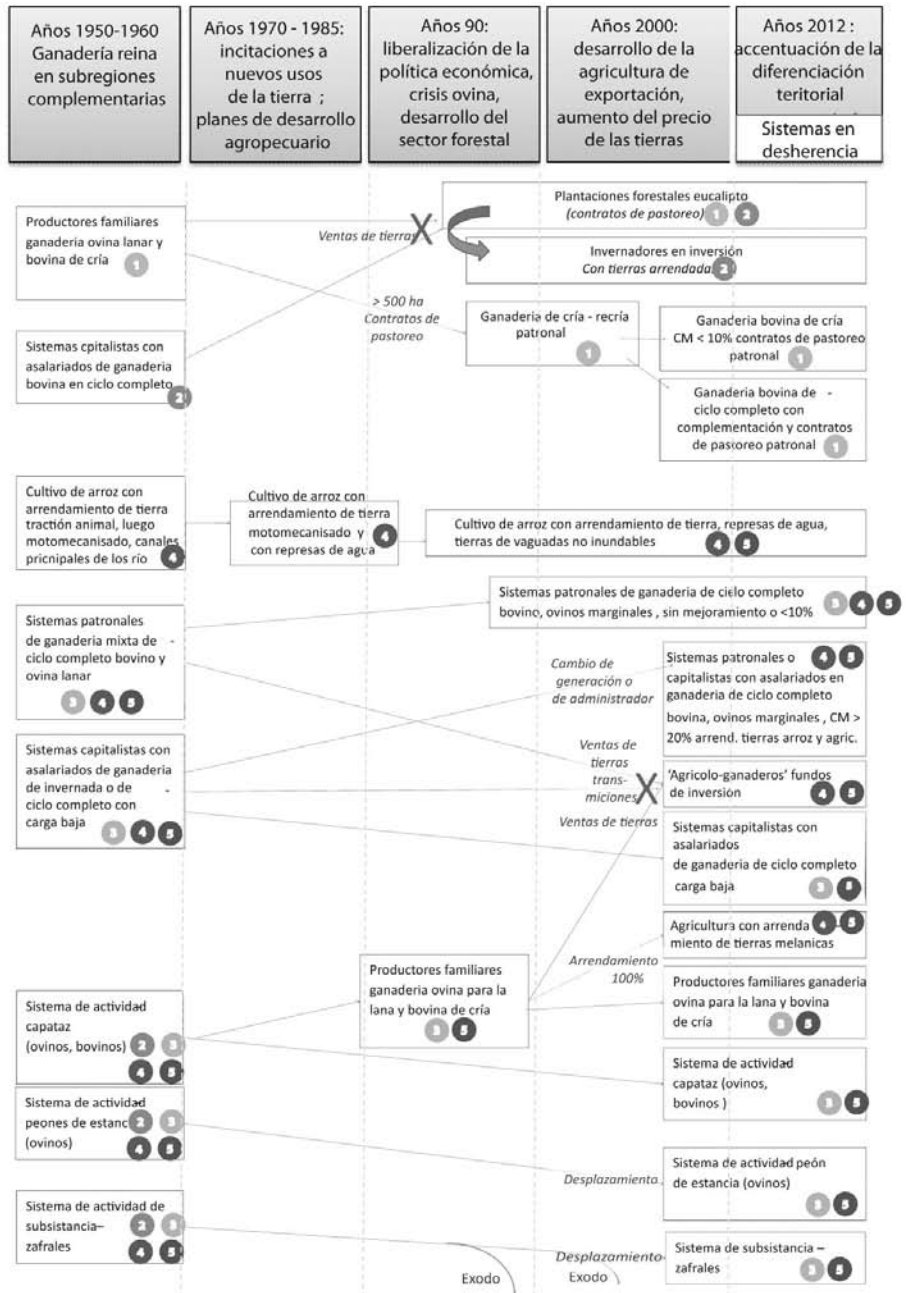 Años 1950-1960
Ganadería reina
en subregiones
complementarias
Años 1970 - 1985:
incitaciones a
nuevos usos
de la tierra ;
planes de desarrollo
agropecuario
Años 90:
liberalización de la
política económica,
crisis ovina,
desarrollo del
sector forestal
Años 2000:
desarrollo de la
agricultura de
exportación,
aumento del precio
de las tierras
Años 2012 :
accentuación de la
diferenciación
teritorial
Sistemas en
desherencia
Productores familiares
ganaderia ovina lanar y
bovina de cría 1
Ventas de tierras
X
Plantaciones forestales eucalipto
(contratos de pastoreo) 1 2
Invernadores en inversión
Con tierras arrendada 2
> 500 ha
Contratos de
pastoreo
Sistemas cpitalistas con
asalariados de ganaderia
bovina en ciclo completo 2
Ganaderia de cría - recría
patronal
1
Ganaderia bovina de cría
CM < 10% contratos de pastoreo
patronal 1
Ganaderia bovina de -
ciclo completo con
complementación y contratos
de pastoreo patronal 1
Cultivo de arroz con
arrendamiento de tierra
tractión animal, luego
motomecanisado, canales
pricnipales de los río 4
Cultivo de arroz con
arrendamiento de tierra
motomecanisado y 4
con represas de agua
Cultivo de arroz con arrendamiento de tierra, represas de agua,
tierras de vaguadas no inundables 4 5
Sistemas patronales de ganaderia de ciclo completo
bovino, ovinos marginales , sin mejoramiento o <10% 3 4 5
Sistemas patronales
de ganaderia mixta de -
ciclo completo bovino y
ovina lanar
3 4 5
Cambio de
generación o
de administrador
Sistemas patronales o 4 5
capitalistas con asalariados en
ganaderia de ciclo completo
bovina, ovinos marginales , CM >
20% arrend. tierras arroz y agric.
Sistemas capitalistas con
asalariados de ganaderia
de invernada o de -
ciclo completo con
carga baja 3 4 5
Ventas de
tierras
trans-
miciones
X
Ventas de tierras
'Agricolo-ganaderos' fundos
de inversión 4 5
Sistemas capitalistas con
asalariados
de ganaderia de ciclo completo
carga baja 3 5
Agricultura con arrenda 4 5
miento de tierras melanicas
Arrendamiento
100%
Productores familiares
ganaderia ovina para la
lana y bovina de cría
3 5
Productores familiares ganaderia
ovina para la lana y bovina
de cría 3 5
Sistema de actividad
capataz
(ovinos, bovinos) 2 3
4 5
Sistema de actividad
capataz (ovinos,
bovinos ) 3 5
Sistema de actividad
peones de estanc 2 3
(ovinos) 4 5
Desplazamiento
Sistema de actividad peón
de estancia (ovinos)
3 5
Sistema de actividad de
subsistancia– 2 3
zafrales 4 5
Exodo
Desplazamiento
Exodo
Sistema de subsistancia –
zafrales 3 5